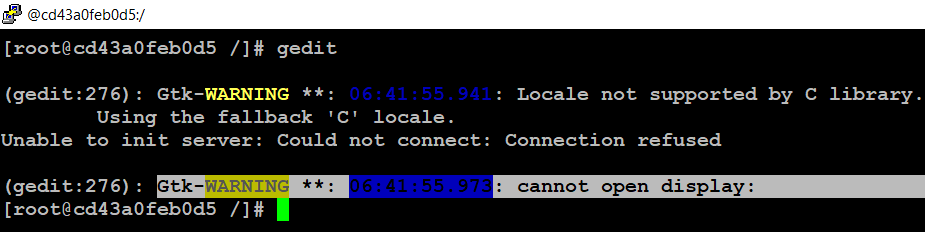 @cd43a0feb0d5:/
[root@cd43a0feb0d5 /]# gedit
(gedit:276): Gtk-WARNING **: 06:41:55.941: Locale not supported by C library.
Using the fallback 'C' locale.
Unable to init server: Could not connect: Connection refused
(gedit:276): Gtk-WARNING **: 06:41:55.973: cannot open display:
[root@cd43a0feb0d5 /]#